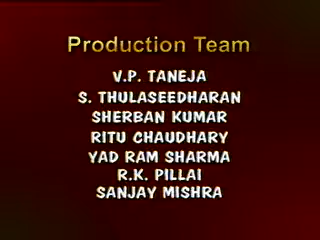 Production Team
V.P. TANEJA
S. THULASEEDHARAN
SHERBAN KUMAR
RITU CHAUDHARY
YAD RAM SHARMA
R.K. PILLAI
SANJAY MISHRA